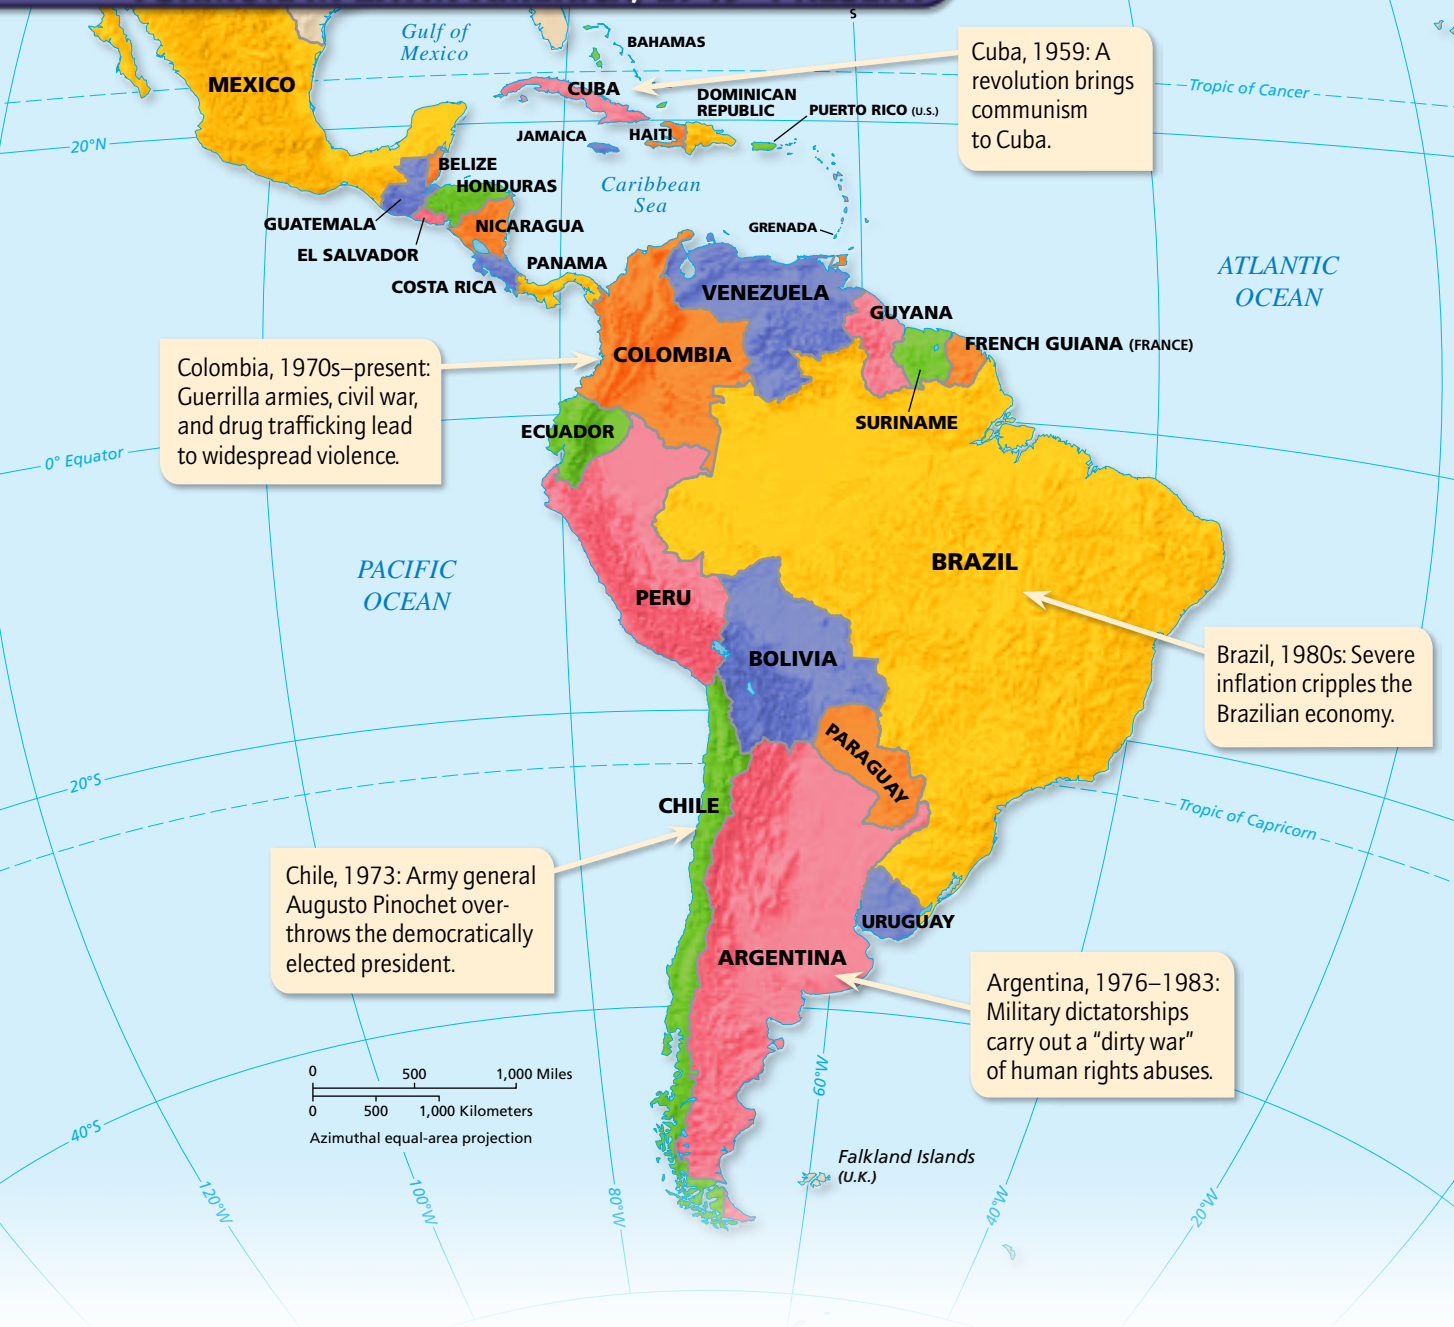 Gulf of
Mexico
BAHAMAS
MEXICO
CUBA
Cuba, 1959: A
revolution brings
communism
to Cuba.
Tropic of Cancer
DOMINICAN
REPUBLIC
PUERTO RICO (U.S.)
20°N
JAMAICA
HAITI
BELIZE
HONDURAS
Caribbean
Sea
GUATEMALA
NICARAGUA
GRENADA
EL SALVADOR
PANAMA
COSTA RICA
ATLANTIC
OCEAN
VENEZUELA
GUYANA
FRENCH GUIANA (FRANCE)
COLOMBIA
Colombia, 1970s–present:
Guerrilla armies, civil war,
and drug trafficking lead
to widespread violence.
SURINAME
ECUADOR
0° Equator
PACIFIC
OCEAN
BRAZIL
PERU
BOLIVIA
Brazil, 1980s: Severe
inflation cripples the
Brazilian economy.
PARAGUAY
20°S
CHILE
Tropic of Capricorn
Chile, 1973: Army general
Augusto Pinochet over-
throws the democratically
elected president.
URUGUAY
ARGENTINA
Argentina, 1976–1983:
Military dictatorships
carry out a “dirty war”
of human rights abuses.
0 500 1,000 Miles
0 500 1,000 Kilometers
Azimuthal equal-area projection
40°S
60°W
Falkland Islands
(U.K.)
120°W
100°W
80°W
40°W
20°W